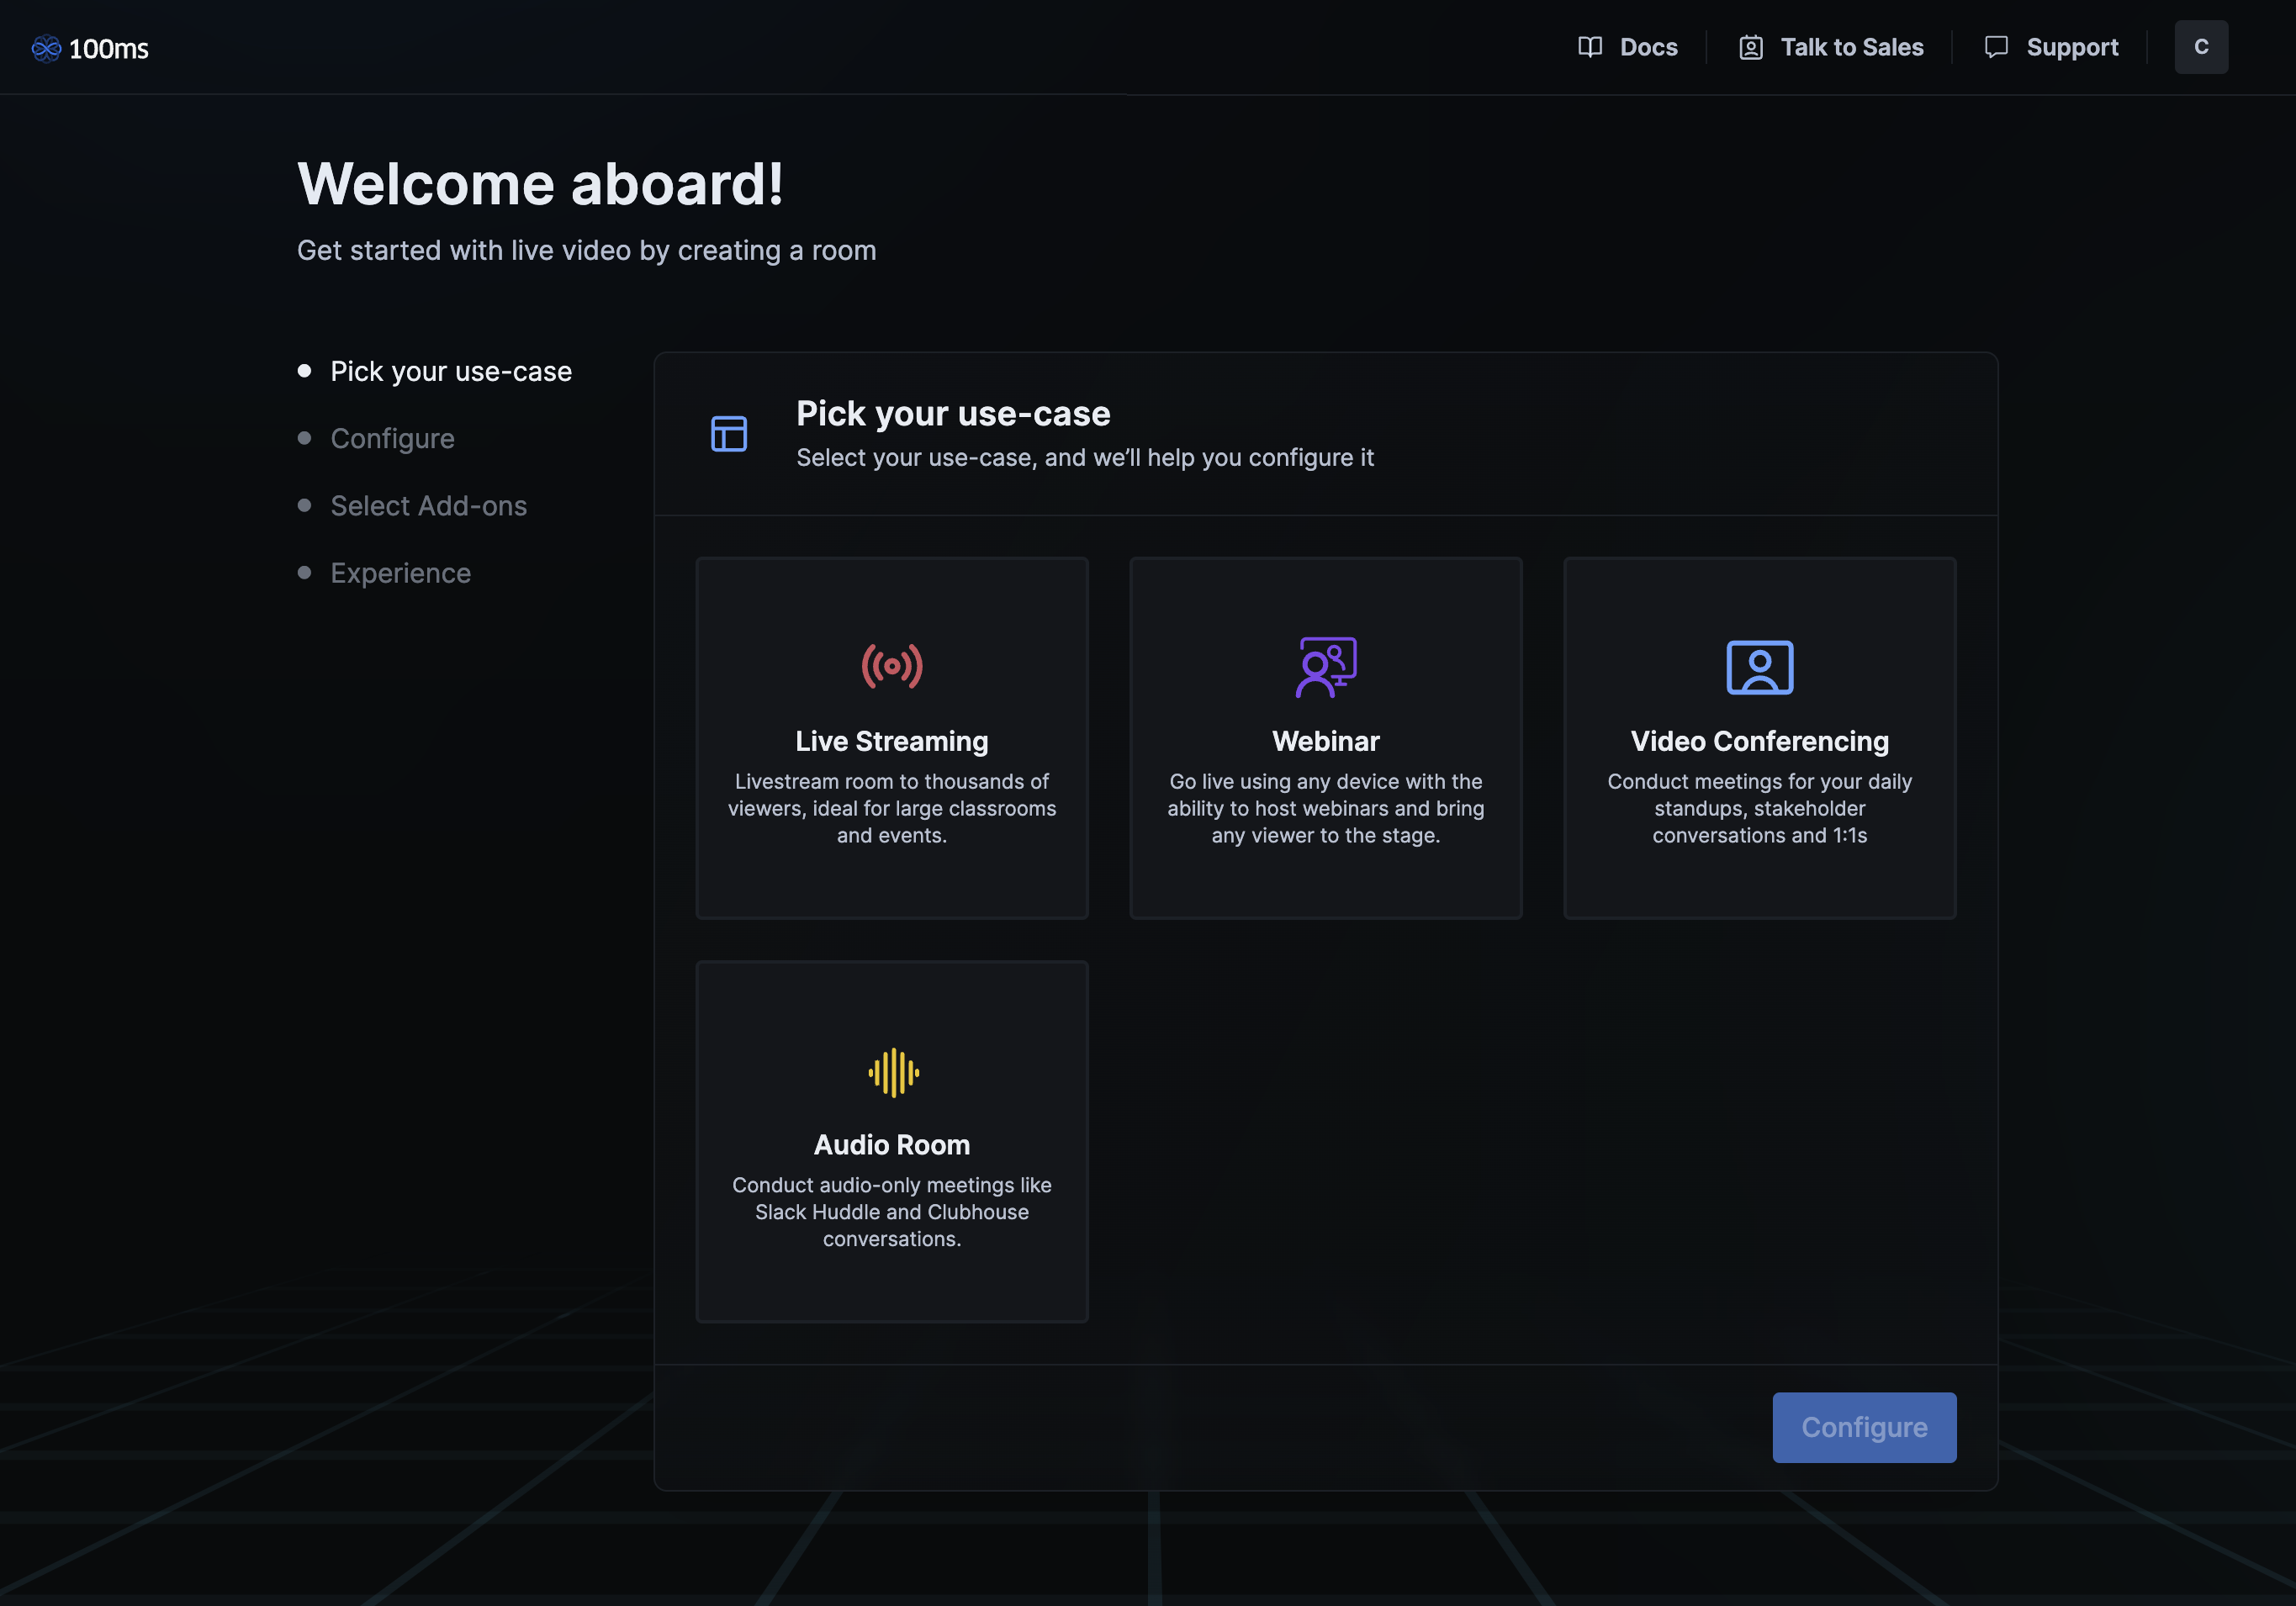 100ms
Docs
Talk to Sales
Support
C
Welcome aboard!
Get started with live video by creating a room
Pick your use-case
Configure
Select Add-ons
Experience
Pick your use-case
Select your use-case, and we’ll help you configure it
Live Streaming
Livestream room to thousands of
viewers, ideal for large classrooms
and events.
Webinar
Go live using any device with the
ability to host webinars and bring
any viewer to the stage.
Video Conferencing
Conduct meetings for your daily
standups, stakeholder
conversations and 1:1s
Audio Room
Conduct audio-only meetings like
Slack Huddle and Clubhouse
conversations.
Configure